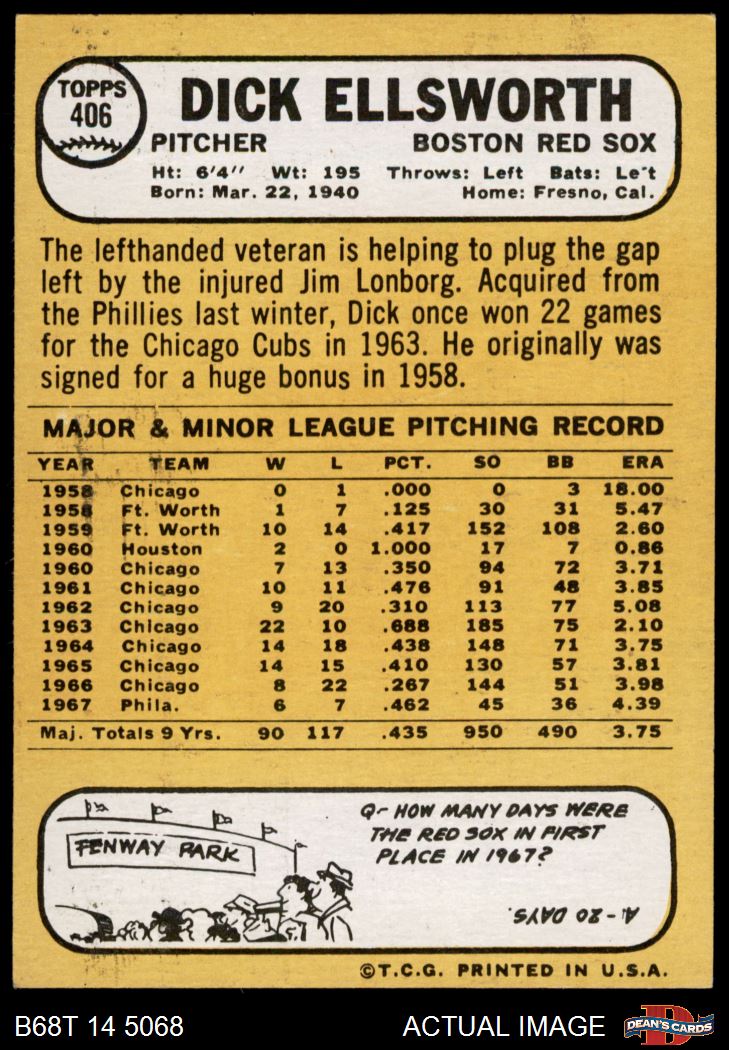 TOPPS
406
DICK ELLSWORTH
PITCHER BOSTON RED SOX
Ht: 6'4" Wt: 195 Throws: Left Bats: Le't
Born: Mar. 22, 1940 Home: Fresno, Cal.
The lefthanded veteran is helping to plug the gap
left by the injured Jim Lonborg. Acquired from
the Phillies last winter, Dick once won 22 games
for the Chicago Cubs in 1963. He originally was
signed for a huge bonus in 1958.
MAJOR & MINOR LEAGUE PITCHING RECORD
YEAR TEAM W L PCT. SO BB ERA
1958 Chicago 0 1 .000 0 3 18.00
1958 Ft. Worth 1 7 .125 30 31 5.47
1959 Ft. Worth 10 14 .417 152 108 2.60
1960 Houston 2 0 1.000 17 7 0.86
1960 Chicago 7 13 .350 94 72 3.71
1961 Chicago 10 11 .476 91 48 3.85
1962 Chicago 9 20 .310 113 77 5.08
1963 Chicago 22 10 .688 185 75 2.10
1964 Chicago 14 18 .438 148 71 3.75
1965 Chicago 14 15 .410 130 57 3.81
1966 Chicago 8 22 .267 144 51 3.98
1967 Phila. 6 7 .462 45 36 4.39
Maj. Totals 9 Yrs. 90 117 .435 950 490 3.75
FENWAY PARK
Q- HOW MANY DAYS WERE
THE RED SOX IN FIRST
PLACE IN 1967?
A-20 DAYS.
©T.C.G. PRINTED IN U.S.A.
B68T 14 5068 ACTUAL IMAGE
D
DEAN'S CARDS